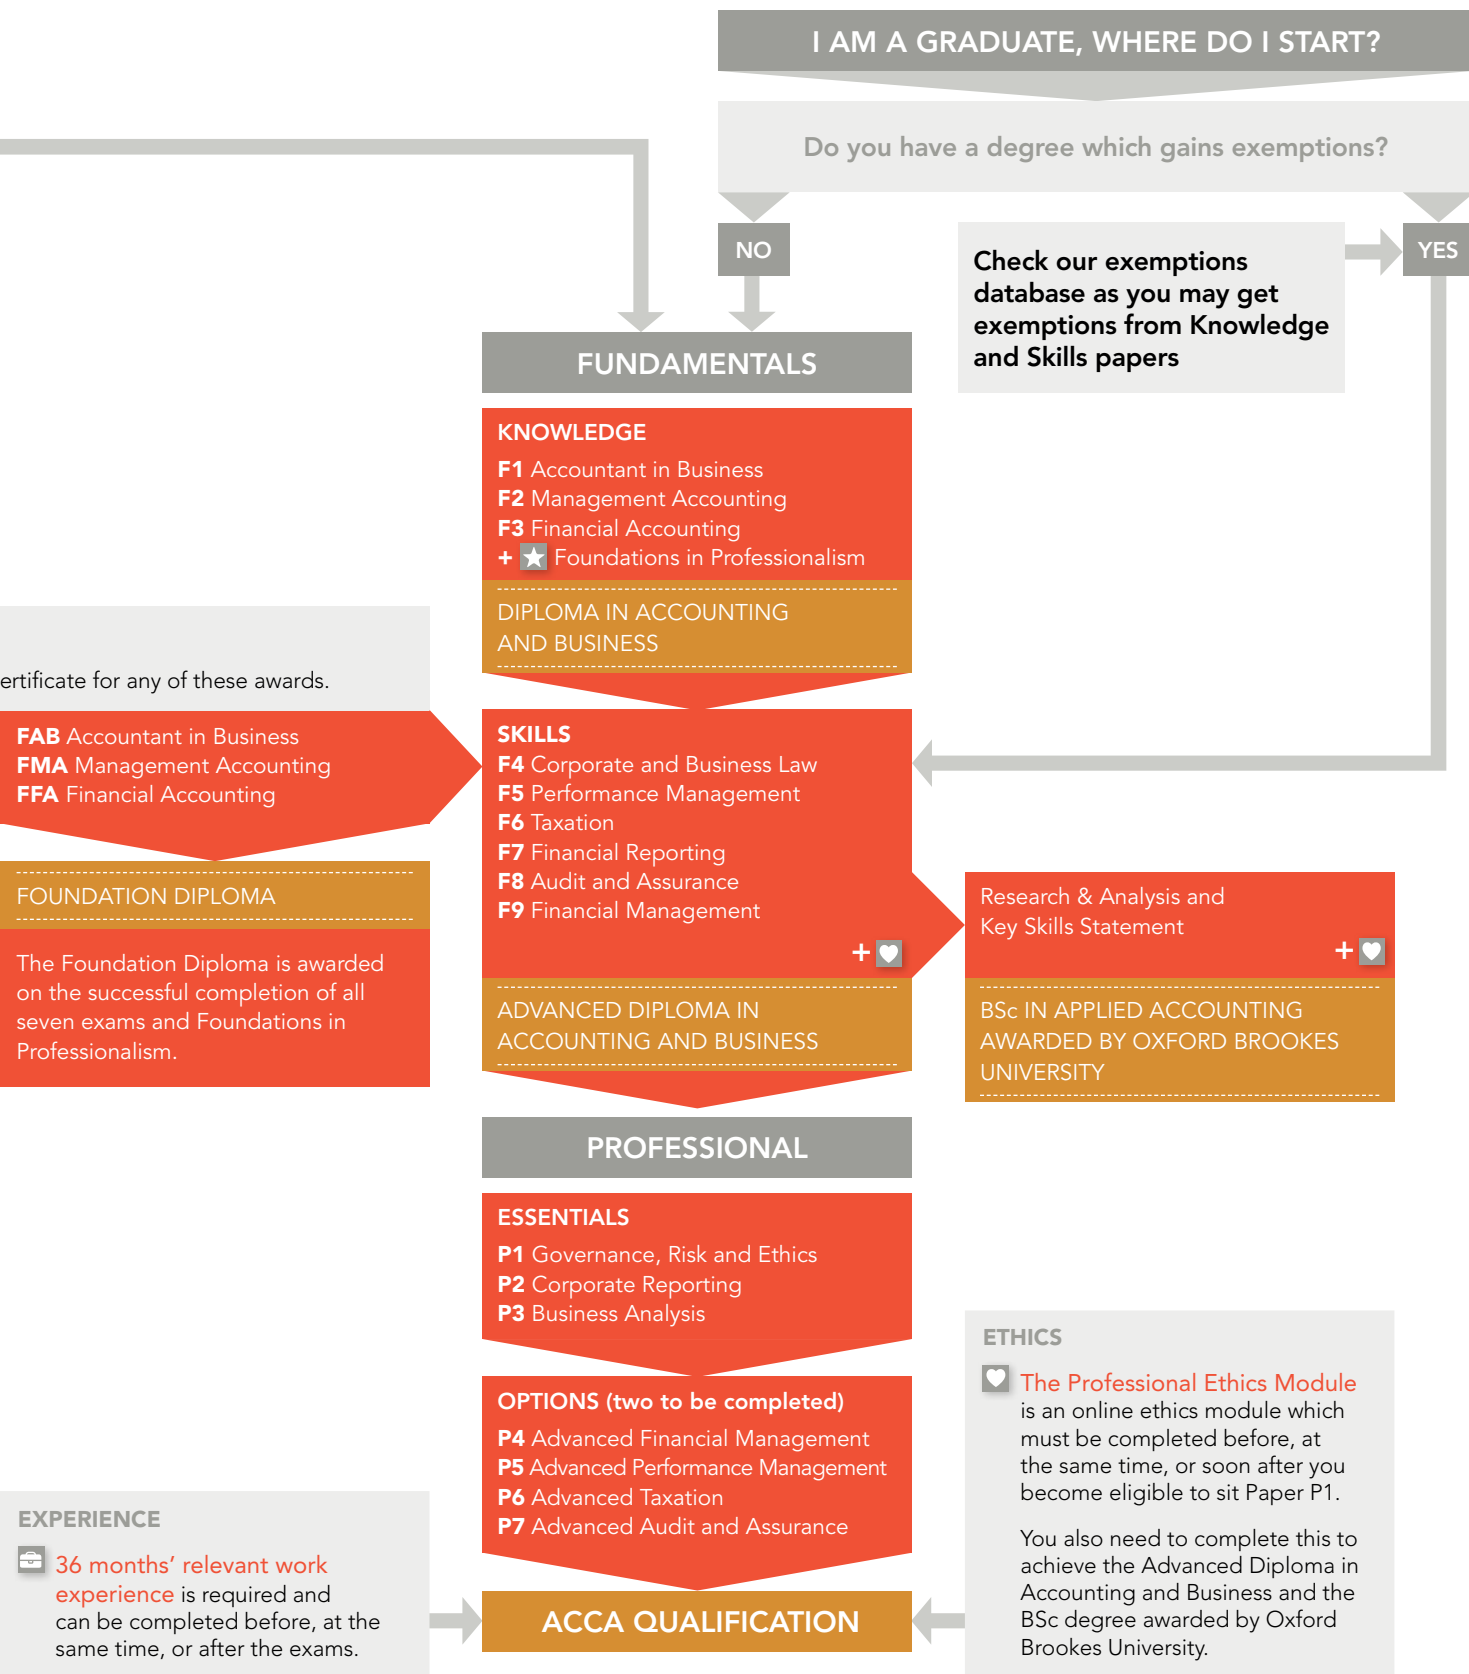 I AM A GRADUATE, WHERE DO I START?
Do you have a degree which gains exemptions?
NO
YES
Check our exemptions
database as you may get
exemptions from Knowledge
and Skills papers
FUNDAMENTALS
KNOWLEDGE
F1 Accountant in Business
F2 Management Accounting
F3 Financial Accounting
+ Foundations in Professionalism
DIPLOMA IN ACCOUNTING
AND BUSINESS
ertificate for any of these awards.
FAB Accountant in Business
FMA Management Accounting
FFA Financial Accounting
FOUNDATION DIPLOMA
The Foundation Diploma is awarded
on the successful completion of all
seven exams and Foundations in
Professionalism.
SKILLS
F4 Corporate and Business Law
F5 Performance Management
F6 Taxation
F7 Financial Reporting
F8 Audit and Assurance
F9 Financial Management
+
ADVANCED DIPLOMA IN
ACCOUNTING AND BUSINESS
Research & Analysis and
Key Skills Statement
+
BSc IN APPLIED ACCOUNTING
AWARDED BY OXFORD BROOKES
UNIVERSITY
PROFESSIONAL
ESSENTIALS
P1 Governance, Risk and Ethics
P2 Corporate Reporting
P3 Business Analysis
OPTIONS (two to be completed)
P4 Advanced Financial Management
P5 Advanced Performance Management
P6 Advanced Taxation
P7 Advanced Audit and Assurance
EXPERIENCE
36 months’ relevant work
experience is required and
can be completed before, at the
same time, or after the exams.
ACCA QUALIFICATION
ETHICS
The Professional Ethics Module
is an online ethics module which
must be completed before, at
the same time, or soon after you
become eligible to sit Paper P1.
You also need to complete this to
achieve the Advanced Diploma in
Accounting and Business and the
BSc degree awarded by Oxford
Brookes University.